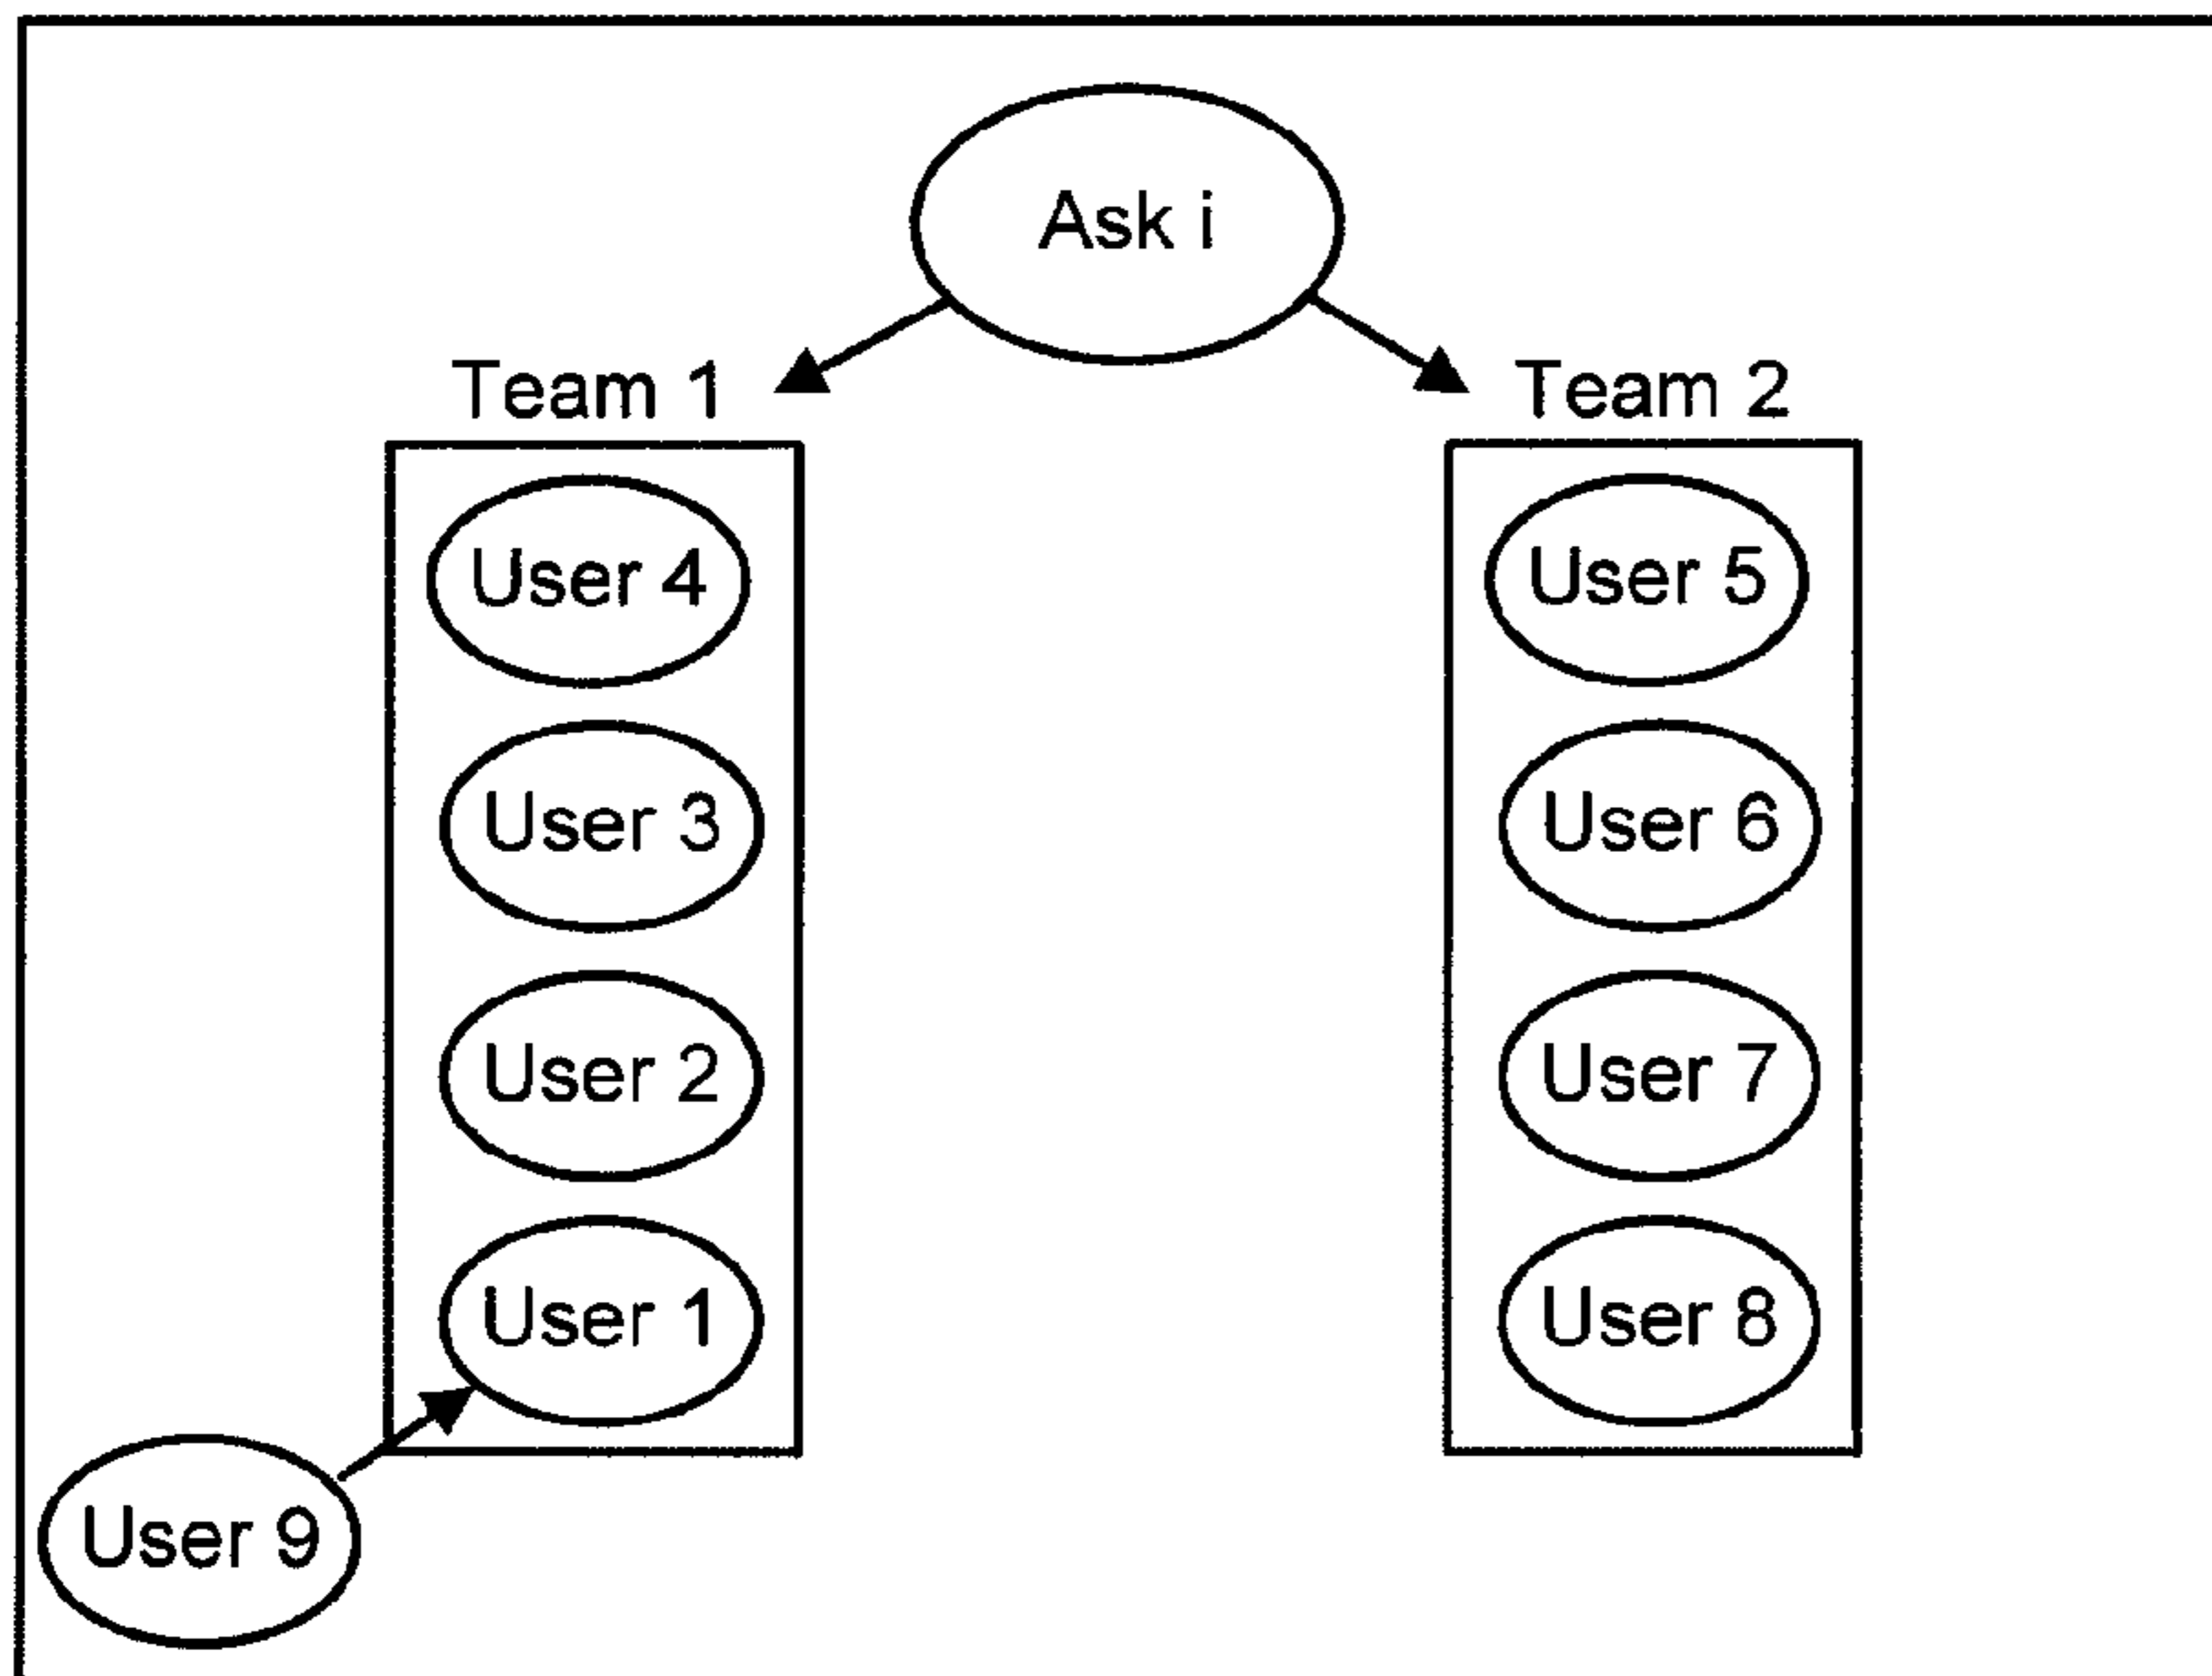 Ask i
Team 1
Team 2
User 4
User 5
User 3
User 6
User 2
User 7
User 1
User 8
User 9